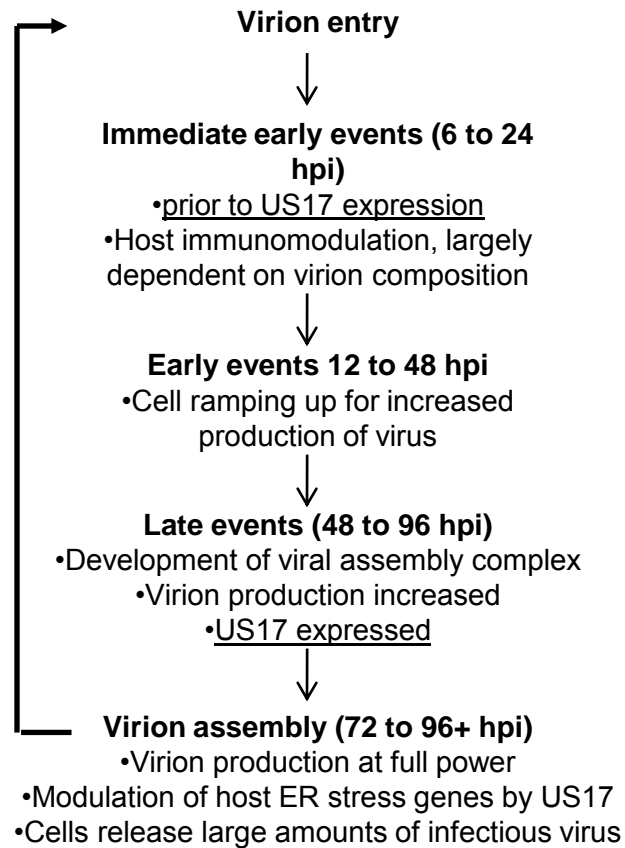 Virion entry
Immediate early events (6 to 24
hpi)
•prior to US17 expression
•Host immunomodulation, largely
dependent on virion composition
Early events 12 to 48 hpi
•Cell ramping up for increased
production of virus
Late events (48 to 96 hpi)
•Development of viral assembly complex
•Virion production increased
•US17 expressed
Virion assembly (72 to 96+ hpi)
•Virion production at full power
•Modulation of host ER stress genes by US17
•Cells release large amounts of infectious virus